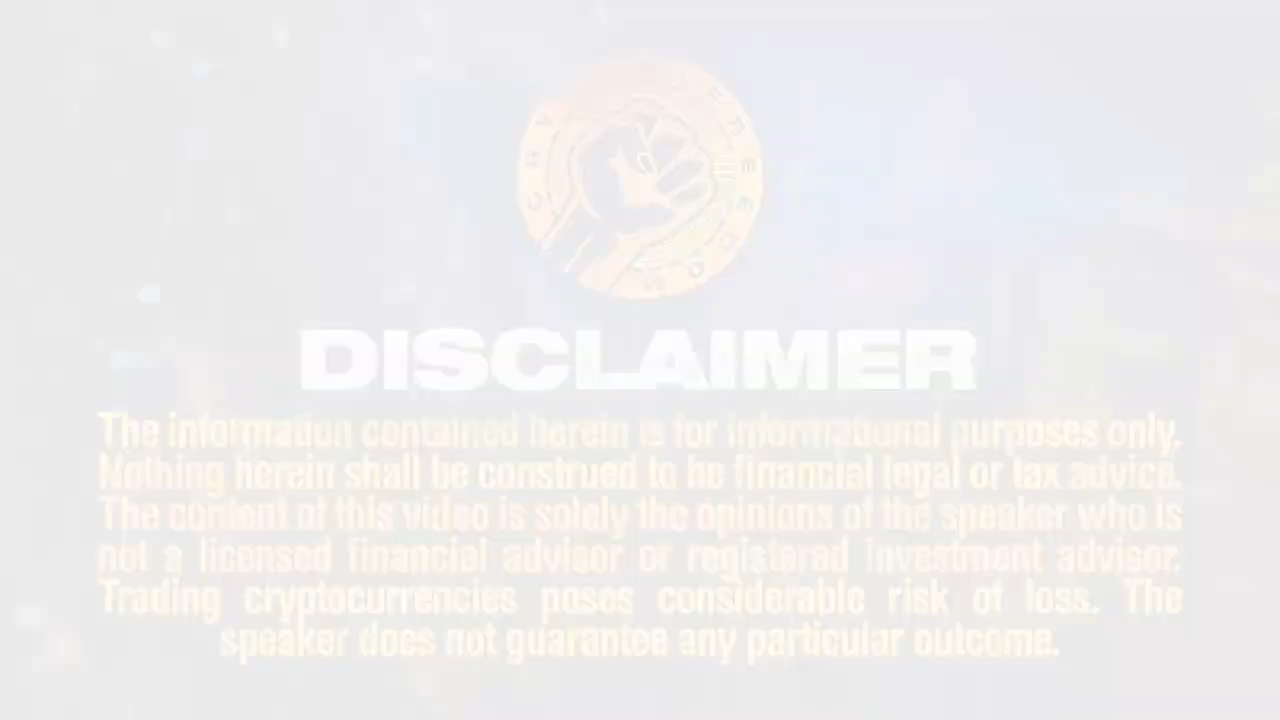 DISCLAIMER
The information contained herein is for informational purposes only.
Nothing herein shall be construed to be financial legal or tax advice.
The content of this video is solely the opinions of the speaker who is
not a licensed financial advisor or registered investment advisor.
Trading cryptocurrencies poses considerable risk of loss. The
speaker does not guarantee any particular outcome.